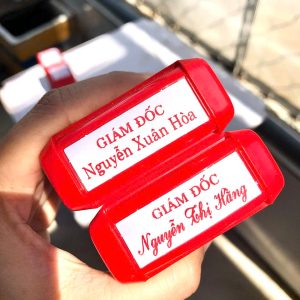 GIÁM ĐỐC
Nguyễn Xuân Hòa
GIÁM ĐỐC
Nguyễn Thị Hằng